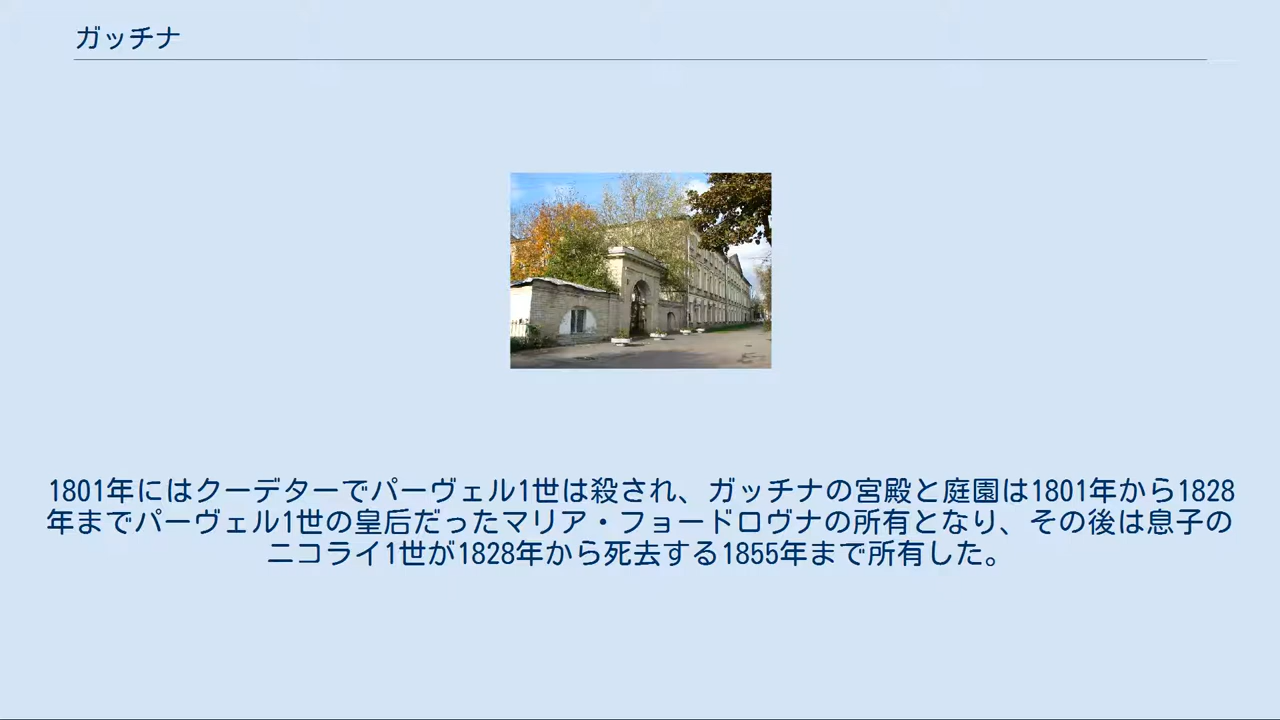 ガッチナ
1801年にはクーデターでパーヴェル1世は殺され、ガッチナの宮殿と庭園は1801年から1828
年までパーヴェル1世の皇后だったマリア・フョードロヴナの所有となり、その後は息子の
ニコライ1世が1828年から死去する1855年まで所有した。